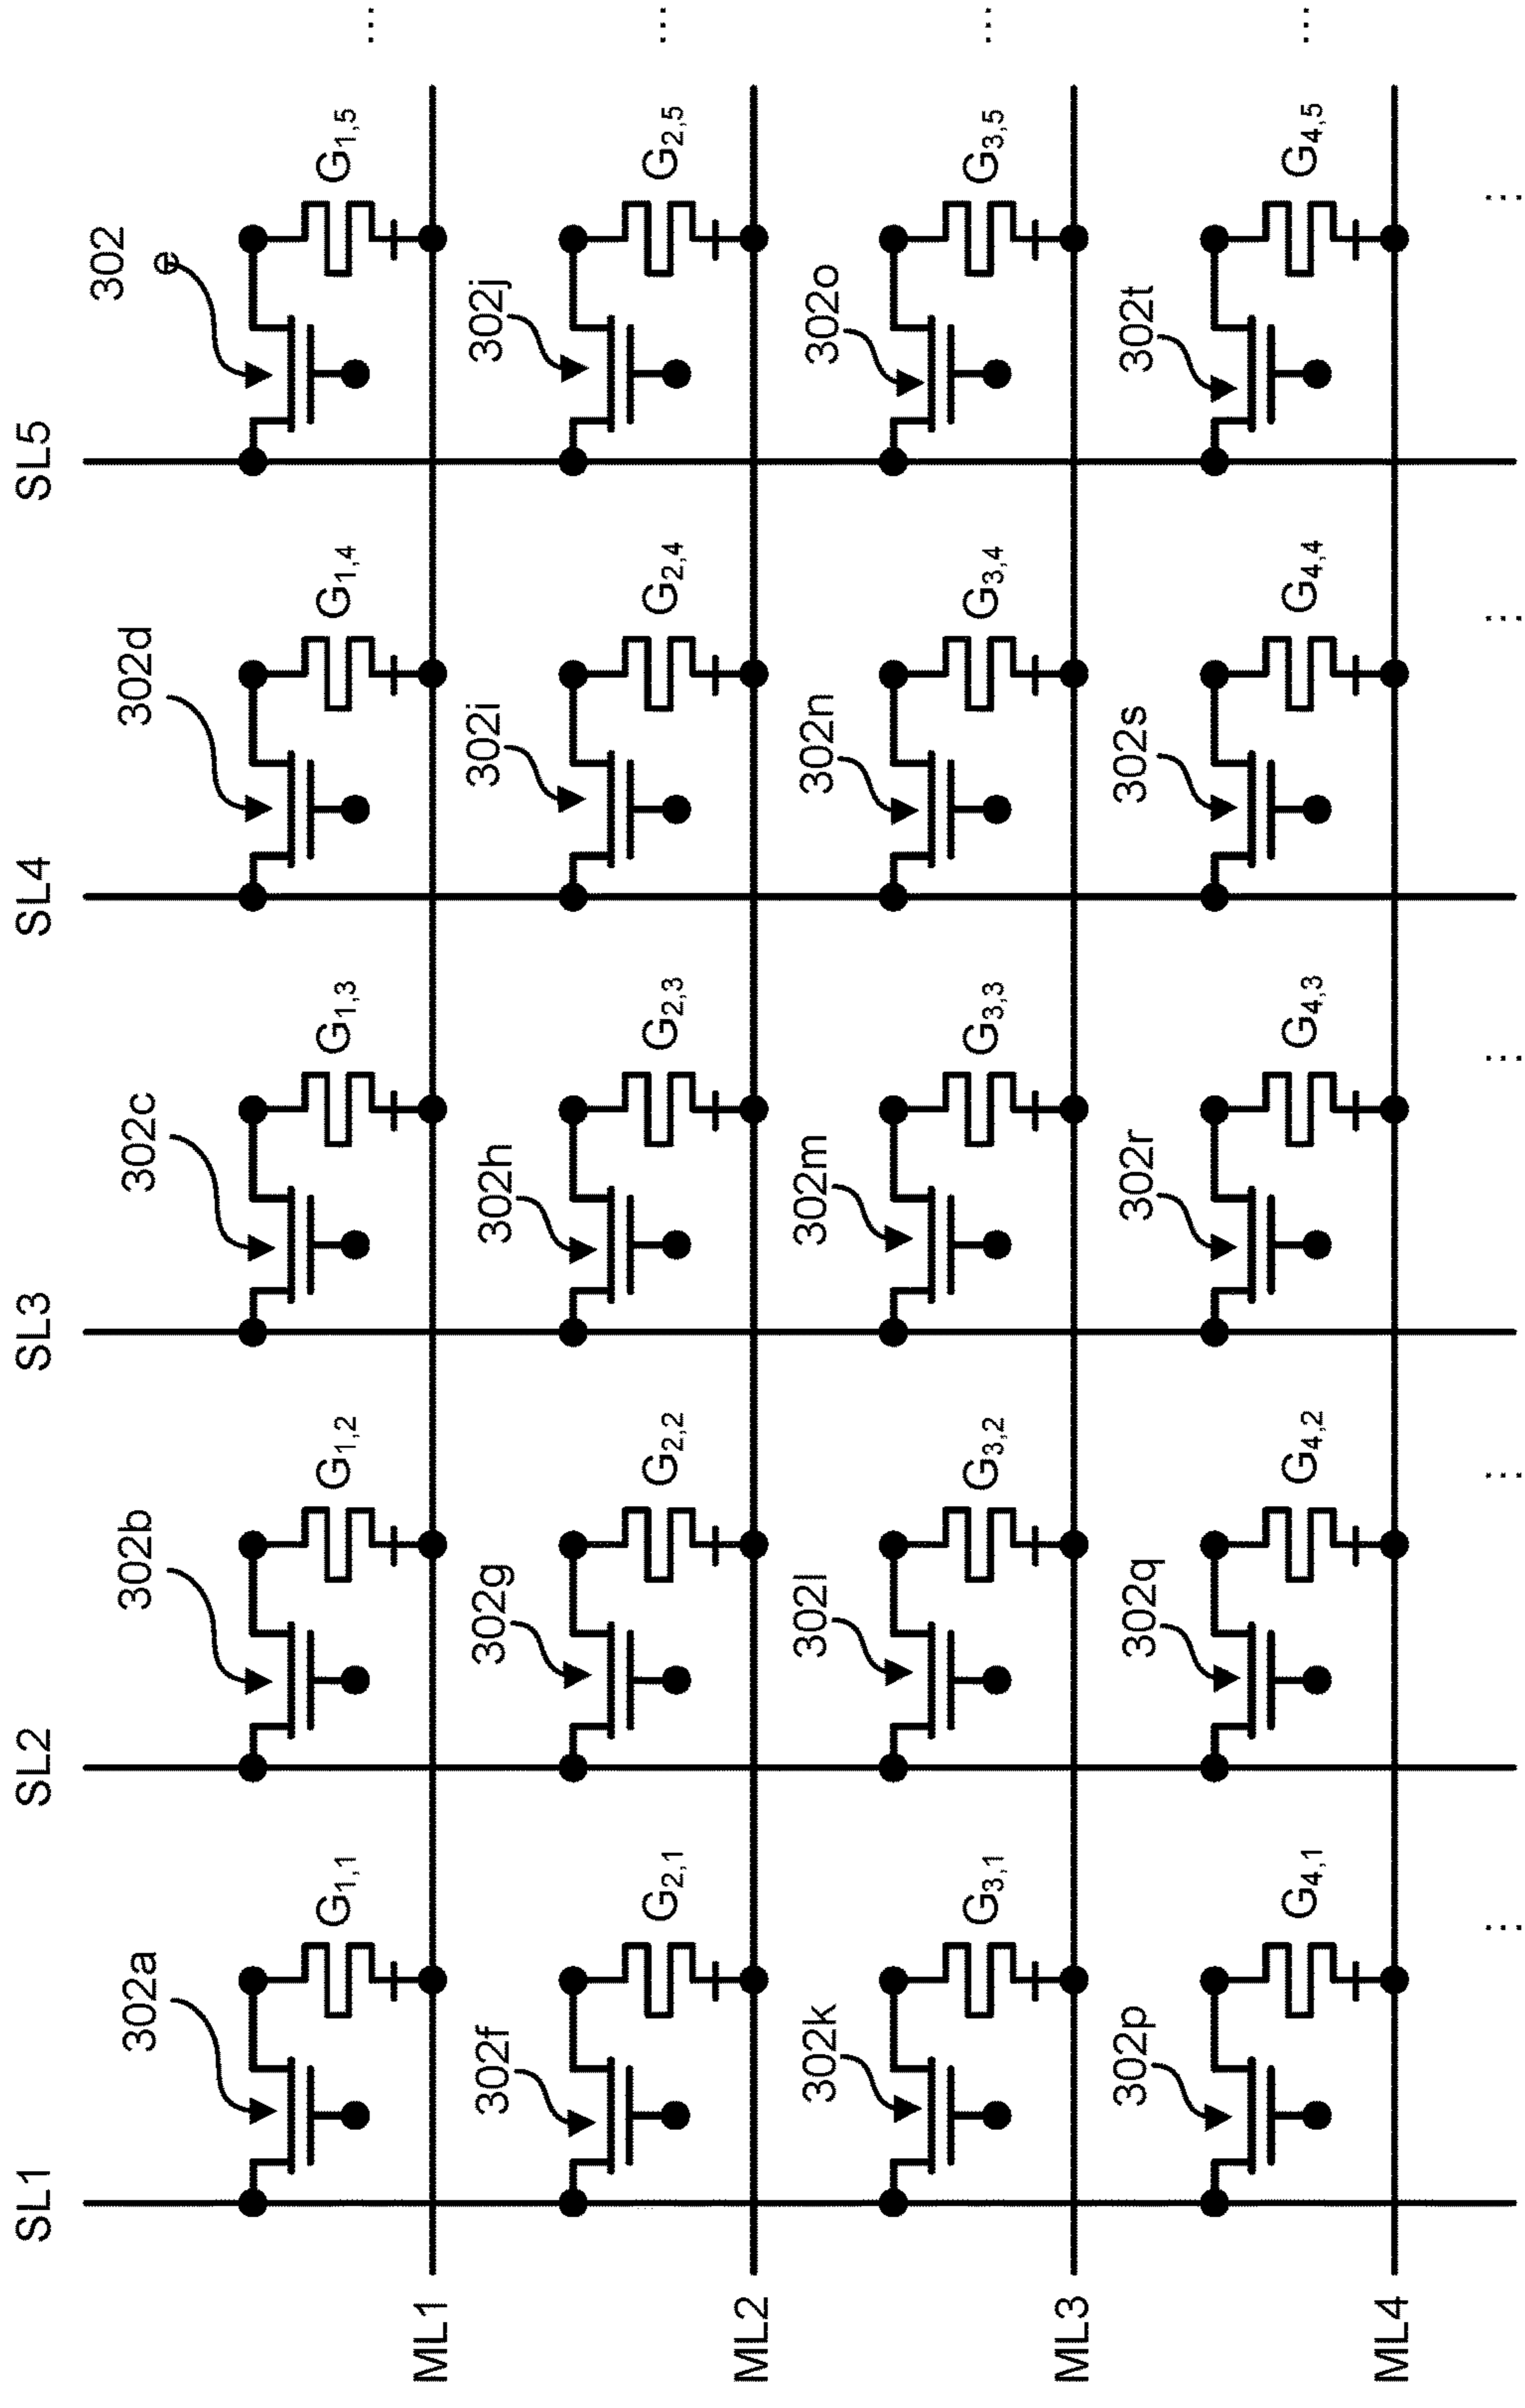 SL1 SL2 SL3 SL4 SL5
302a 302b 302c 302d 302e
G1,1 G1,2 G1,3 G1,4 G1,5 ...
ML1
302f 302g 302h 302i 302j
G2,1 G2,2 G2,3 G2,4 G2,5 ...
ML2
302k 302l 302m 302n 302o
G3,1 G3,2 G3,3 G3,4 G3,5 ...
ML3
302p 302q 302r 302s 302t
G4,1 G4,2 G4,3 G4,4 G4,5 ...
ML4
... ... ... ... ...